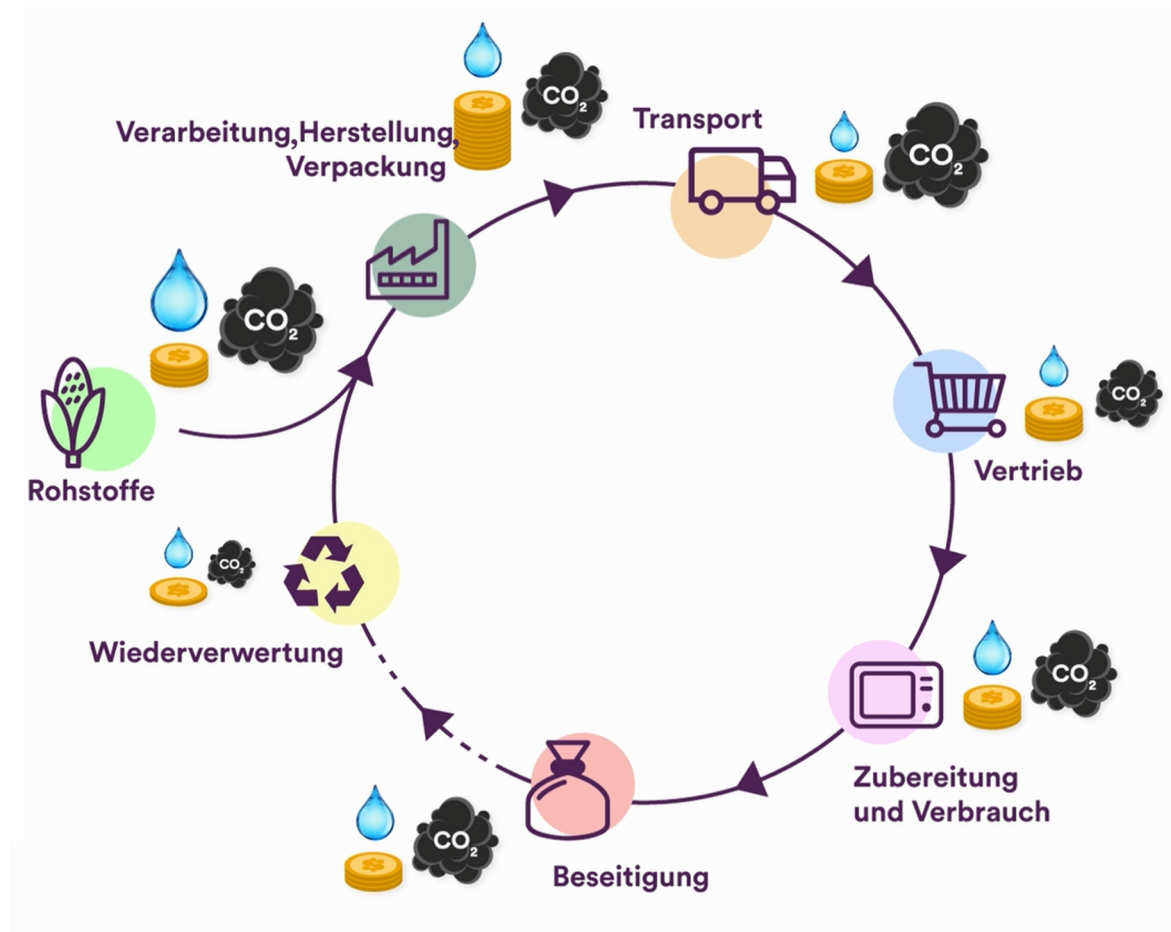 Verarbeitung,Herstellung,
Verpackung
CO2
Transport
CO2
CO2
Rohstoffe
CO2
Vertrieb
CO2
Wiederverwertung
CO2
Zubereitung
und Verbrauch
CO2
Beseitigung